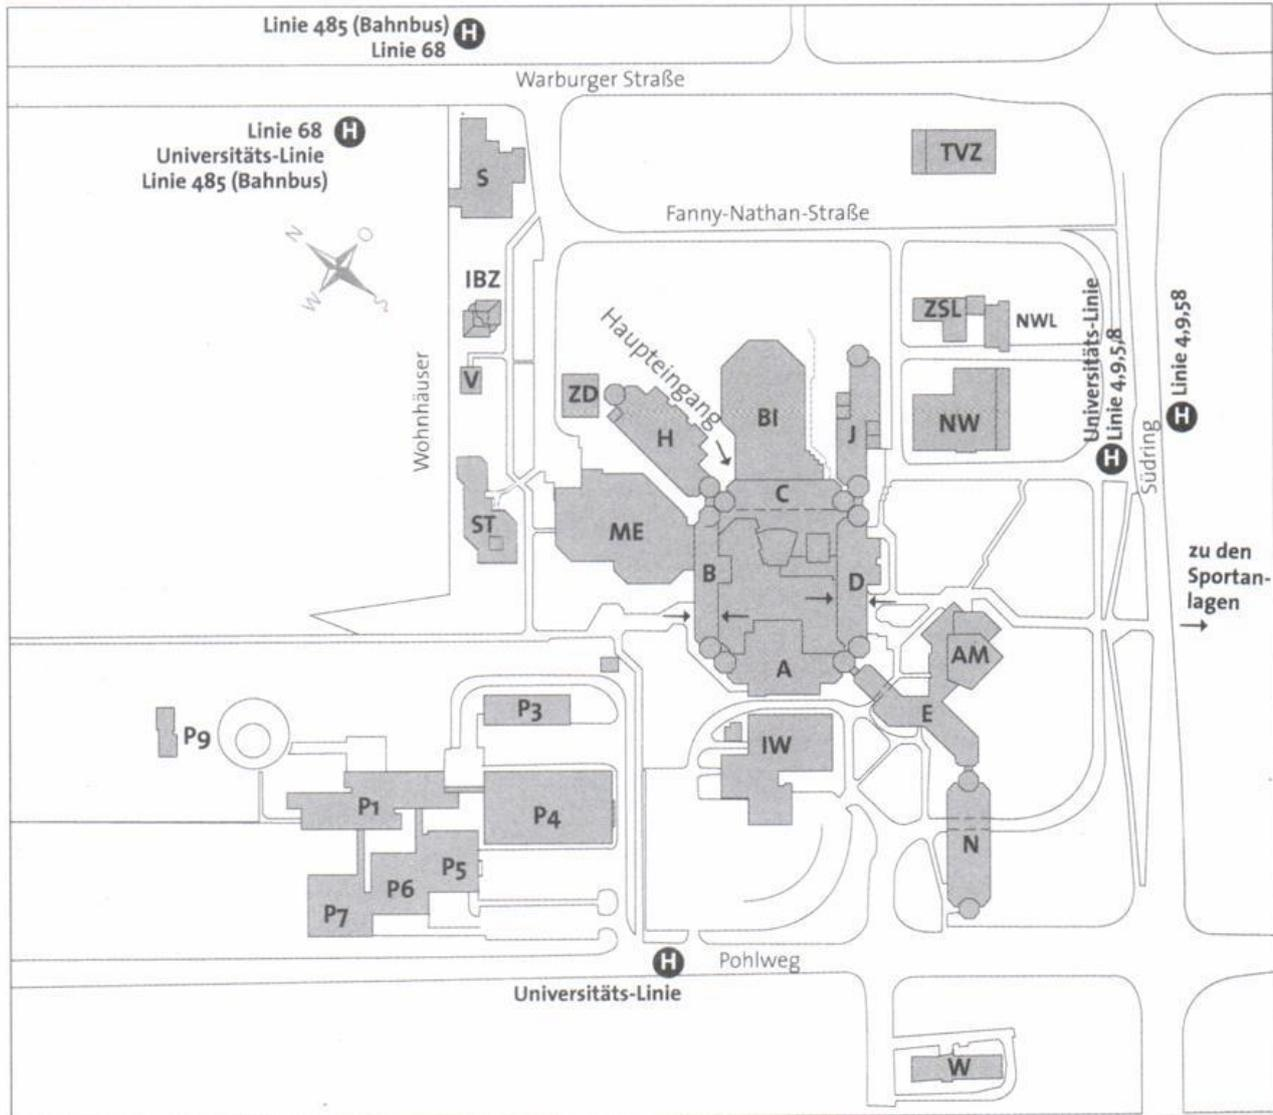 Linie 485 (Bahnbus)
Linie 68
H
Warburger Straße
Linie 68
Universitäts-Linie
Linie 485 (Bahnbus)
H
S
TVZ
Fanny-Nathan-Straße
N
O
W
S
IBZ
V
Wohnhäuser
ZSL
NWL
Haupteingang
ZD
H
BI
J
NW
Universitäts-Linie
Linie 4,9,5,8
H
Linie 4,9,58
H
Südring
C
ST
ME
B
D
zu den
Sportan-
lagen
A
AM
E
P9
P3
IW
P1
P4
N
P5
P6
P7
H
Pohlweg
Universitäts-Linie
W